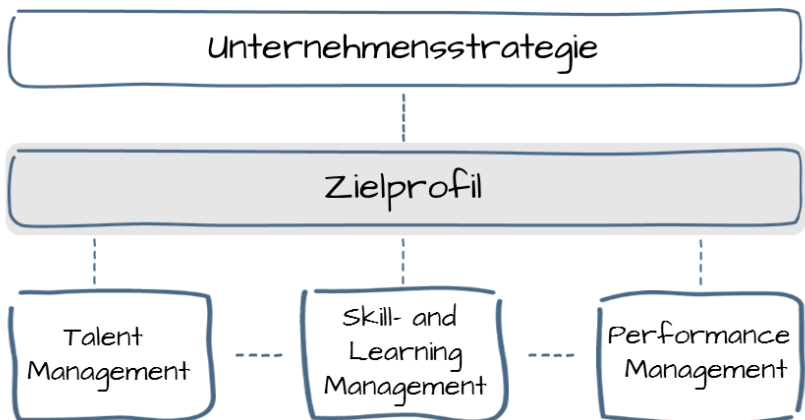 Unternehmensstrategie
Zielprofil
Talent
Management
Skill- and
Learning
Management
Performance
Management